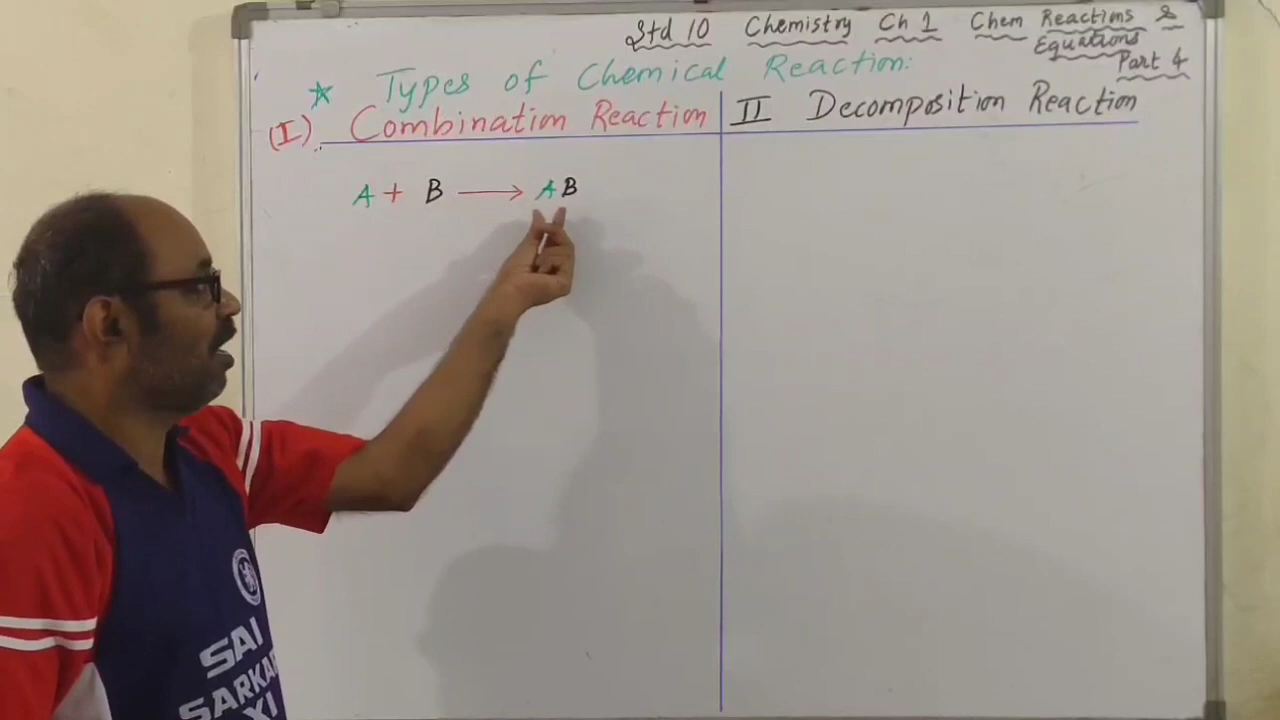 Std 10 Chemistry Ch 1 Chem Reactions &
Equations
Part 4
* Types of Chemical Reaction:
(I). Combination Reaction
II Decomposition Reaction
A + B → AB
SAI
SARKAR
XI